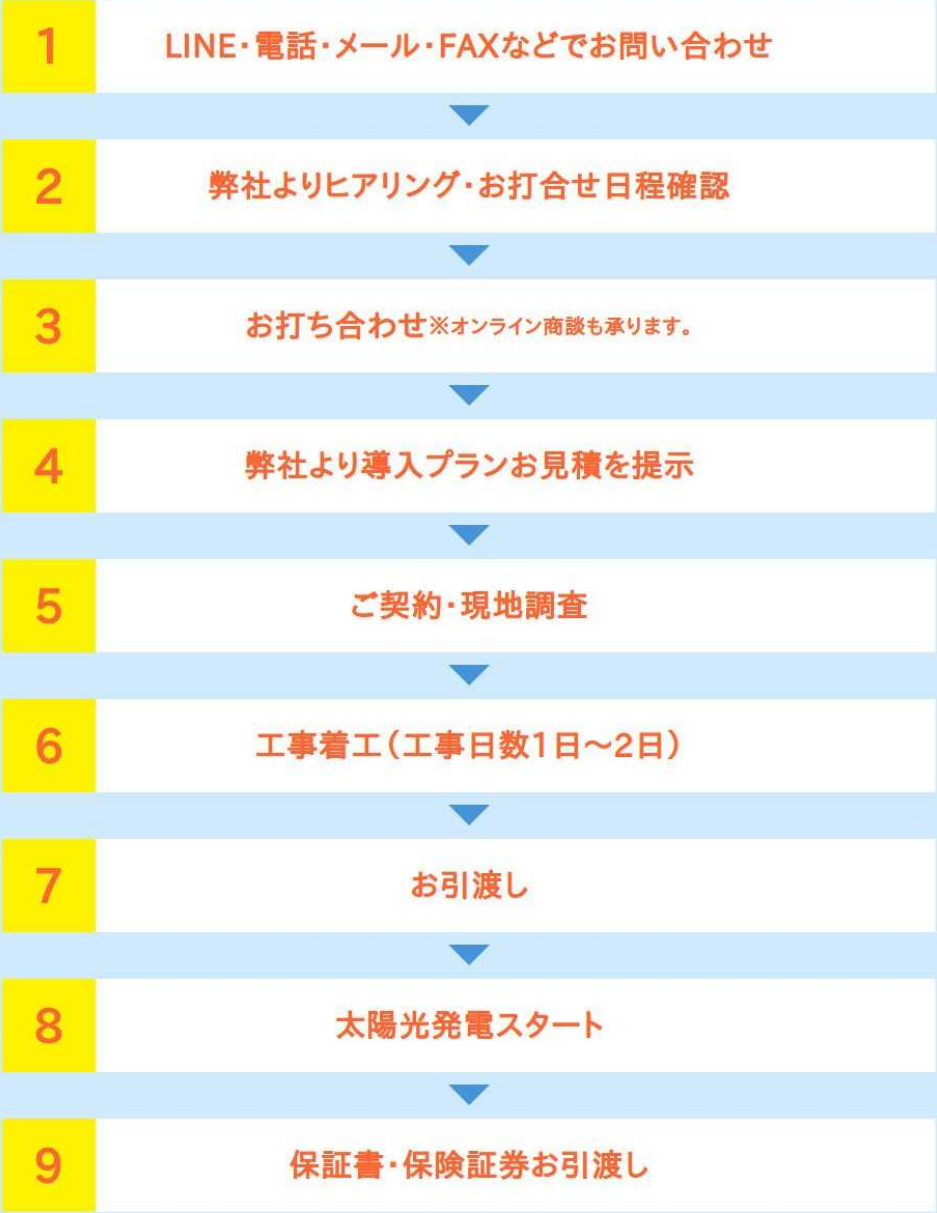 1 LINE・電話・メール・FAXなどでお問い合わせ
2 弊社よりヒアリング・お打合せ日程確認
3 お打ち合わせ※オンライン商談も承ります。
4 弊社より導入プランお見積を提示
5 ご契約・現地調査
6 工事着工(工事日数1日〜2日)
7 お引渡し
8 太陽光発電スタート
9 保証書・保険証券お引渡し